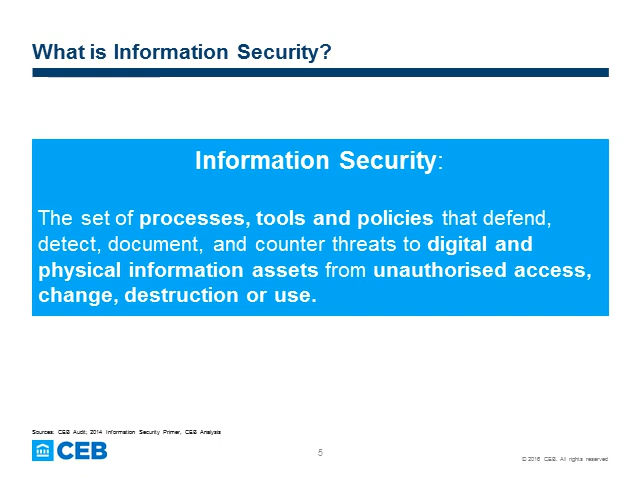 What is Information Security?
Information Security:
The set of processes, tools and policies that defend,
detect, document, and counter threats to digital and
physical information assets from unauthorised access,
change, destruction or use.
Sources: CEB Audit; 2014 Information Security Primer, CEB Analysis
CEB
5
© 2016 CEB. All rights reserved